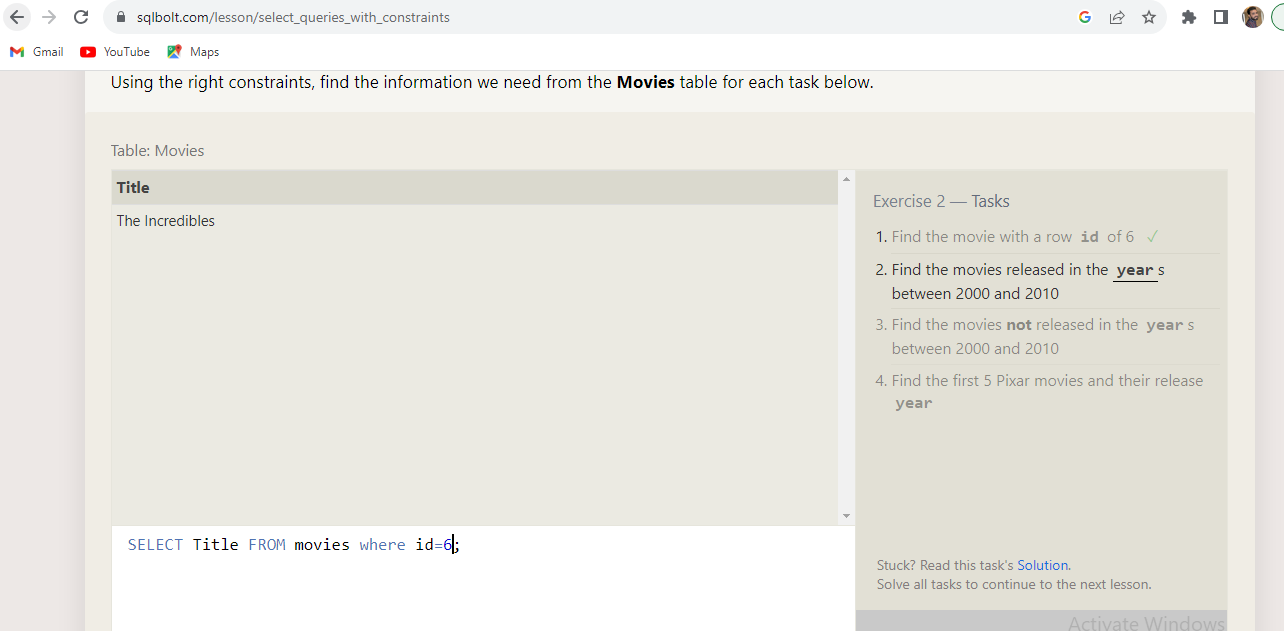 sqlbolt.com/lesson/select_queries_with_constraints
Gmail YouTube Maps
Using the right constraints, find the information we need from the Movies table for each task below.
Table: Movies
Title
The Incredibles
Exercise 2 — Tasks
1. Find the movie with a row id of 6 ✓
2. Find the movies released in the year s
between 2000 and 2010
3. Find the movies not released in the year s
between 2000 and 2010
4. Find the first 5 Pixar movies and their release
year
SELECT Title FROM movies where id=6;
Stuck? Read this task's Solution.
Solve all tasks to continue to the next lesson.
Activate Windows